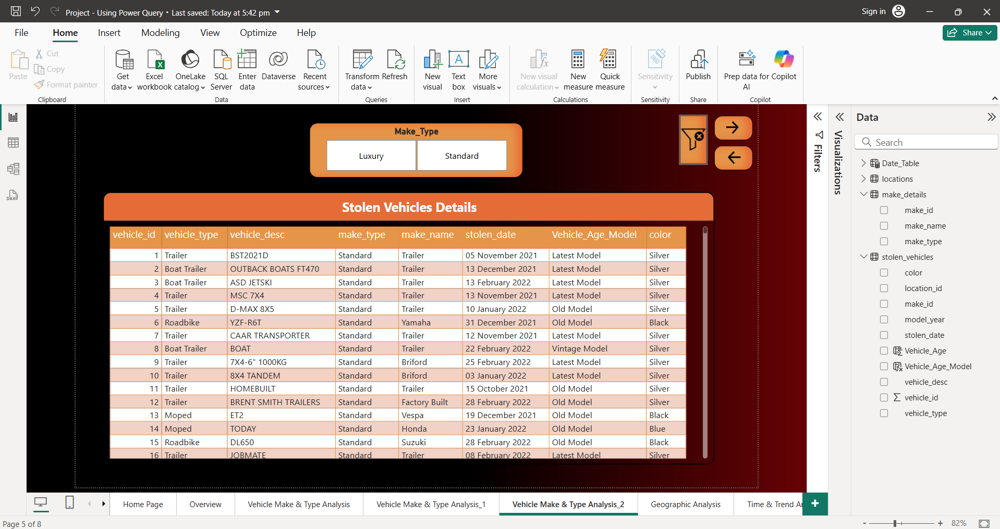 Project - Using Power Query • Last saved: Today at 5:42 pm
Sign in
File Home Insert Modeling View Optimize Help
Share
Paste
Cut
Copy
Format painter
Clipboard
Get data
Excel workbook
OneLake catalog
SQL Server
Enter data
Dataverse
Recent sources
Data
Transform data
Refresh
Queries
New visual
Text box
More visuals
Insert
New visual calculation
New measure
Quick measure
Calculations
Sensitivity
Sensitivity
Publish
Share
Prep data for AI
Copilot
Copilot
Make_Type
Luxury Standard
Stolen Vehicles Details
vehicle_id vehicle_type vehicle_desc make_type make_name stolen_date Vehicle_Age_Model color
1 Trailer BST2021D Standard Trailer 05 November 2021 Latest Model Silver
2 Boat Trailer OUTBACK BOATS FT470 Standard Trailer 13 December 2021 Latest Model Silver
3 Boat Trailer ASD JETSKI Standard Trailer 13 February 2022 Latest Model Silver
4 Trailer MSC 7X4 Standard Trailer 13 November 2021 Latest Model Silver
5 Trailer D-MAX 8X5 Standard Trailer 10 January 2022 Old Model Silver
6 Roadbike YZF-R6T Standard Yamaha 31 December 2021 Old Model Black
7 Trailer CAAR TRANSPORTER Standard Trailer 12 November 2021 Latest Model Silver
8 Boat Trailer BOAT Standard Trailer 22 February 2022 Vintage Model Silver
9 Trailer 7X4-6" 1000KG Standard Briford 25 February 2022 Latest Model Silver
10 Trailer 8X4 TANDEM Standard Briford 03 January 2022 Latest Model Silver
11 Trailer HOMEBUILT Standard Trailer 15 October 2021 Old Model Silver
12 Trailer BRENT SMITH TRAILERS Standard Factory Built 28 February 2022 Old Model Silver
13 Moped ET2 Standard Vespa 19 December 2021 Old Model Black
14 Moped TODAY Standard Honda 23 January 2022 Old Model Blue
15 Roadbike DL650 Standard Suzuki 28 February 2022 Old Model Black
16 Trailer JOBMATE Standard Trailer 08 February 2022 Latest Model Silver
Filters
Visualizations
Data
Search
Date_Table
locations
make_details
make_id
make_name
make_type
stolen_vehicles
color
location_id
make_id
model_year
stolen_date
Vehicle_Age
Vehicle_Age_Model
vehicle_desc
vehicle_id
vehicle_type
DAX
Home Page Overview Vehicle Make & Type Analysis Vehicle Make & Type Analysis_1 Vehicle Make & Type Analysis_2 Geographic Analysis Time & Trend A
Page 5 of 8
- + 82%